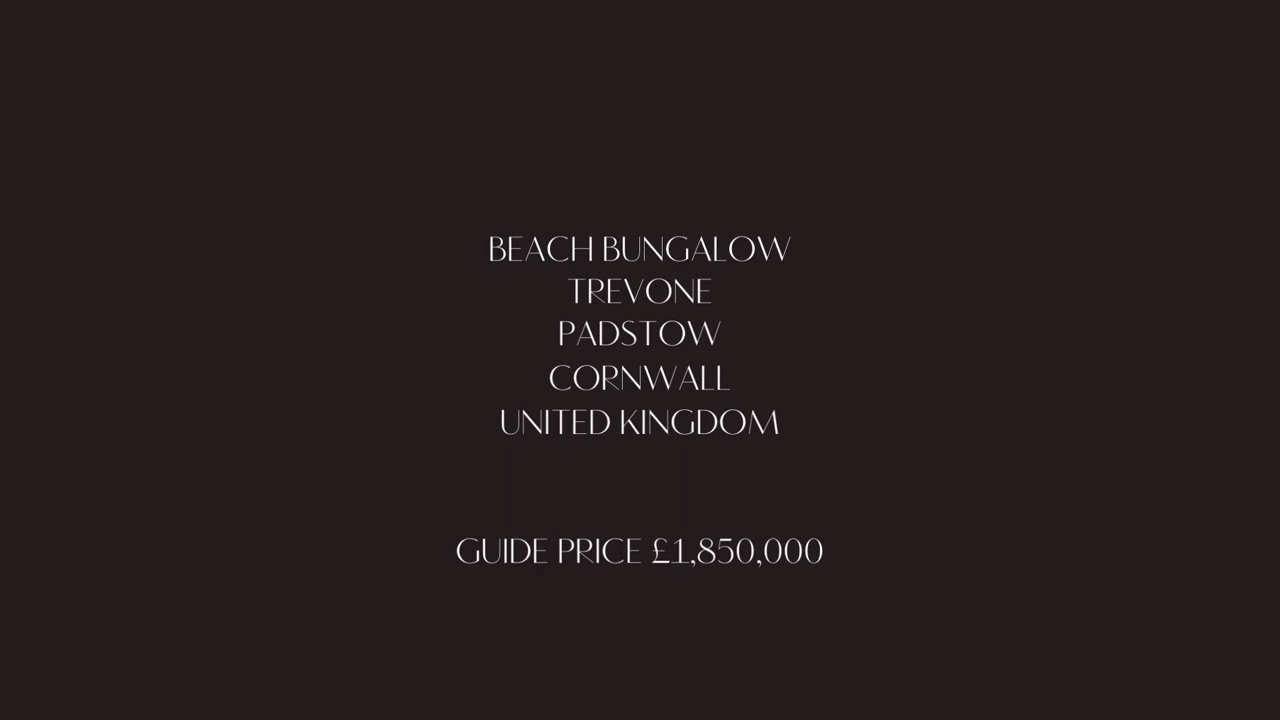 BEACH BUNGALOW
TREVONE
PADSTOW
CORNWALL
UNITED KINGDOM
GUIDE PRICE £1,850,000